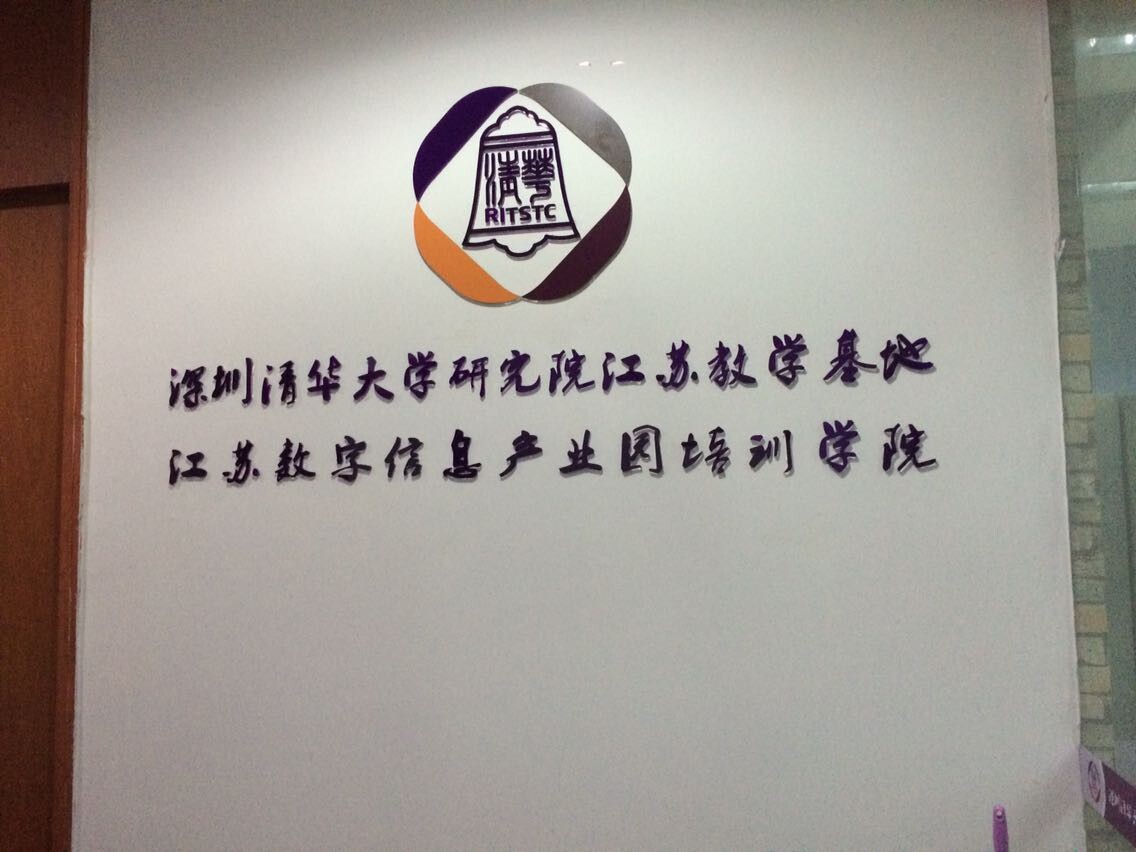 清華
RITSTC
深圳清华大学研究院江苏教学基地
江苏数字信息产业园培训学院